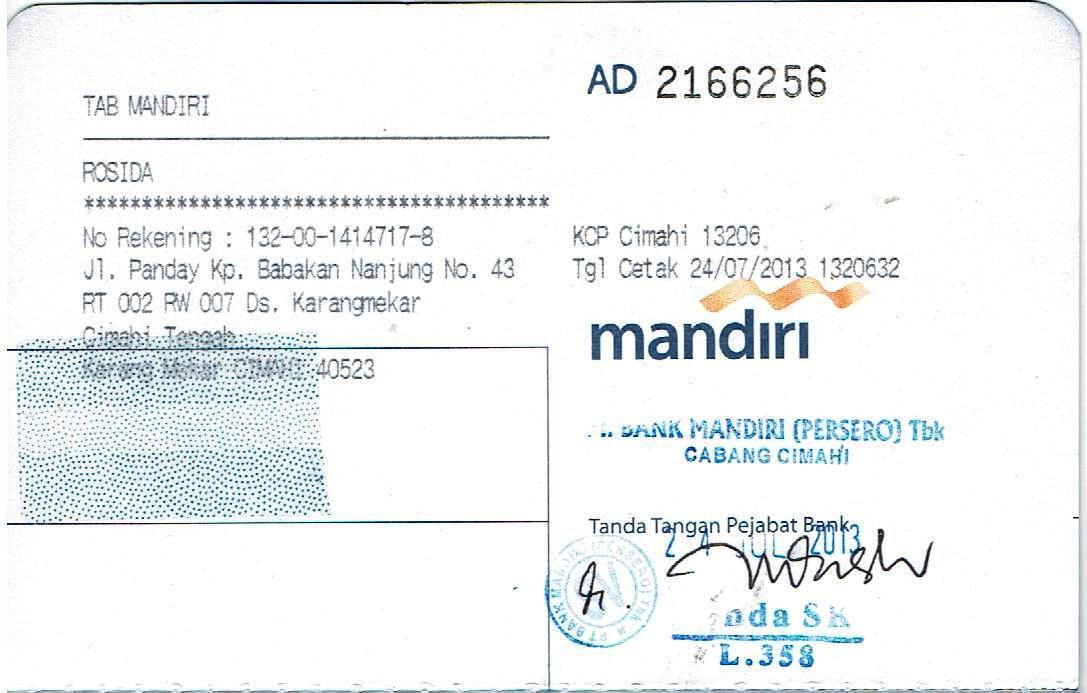 AD 2166256
TAB MANDIRI
ROSIDA
****************************************
No Rekening : 132-00-1414717-8
Jl. Panday Kp. Babakan Nanjung No. 43
RT 002 RW 007 Ds. Karangmekar
Cimahi Tengah
Karang Mekar CIMAHI 40523
KCP Cimahi 13206
Tgl Cetak 24/07/2013 1320632
mandiri
PT. BANK MANDIRI (PERSERO) Tbk
CABANG CIMAHI
Tanda Tangan Pejabat Bank
24 JUL 2013
PT BANK MANDIRI (PERSERO) Tbk
nda SK
L.358